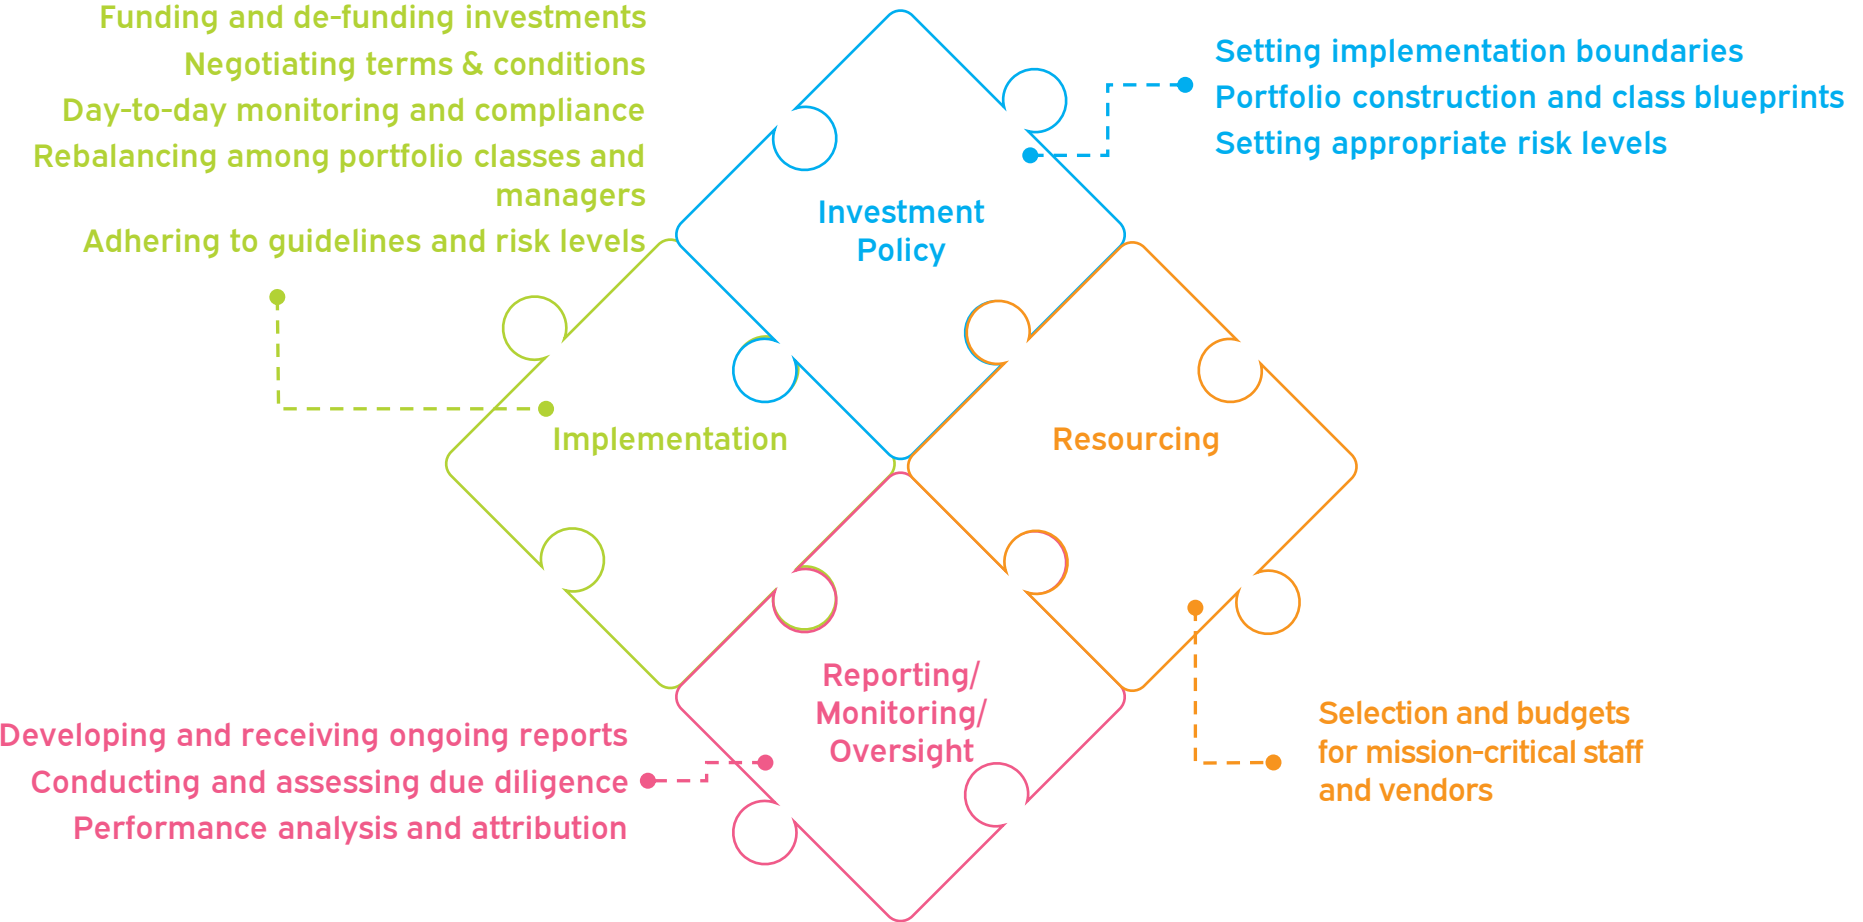 Funding and de-funding investments
Negotiating terms & conditions
Day-to-day monitoring and compliance
Rebalancing among portfolio classes and
managers
Adhering to guidelines and risk levels
Setting implementation boundaries
Portfolio construction and class blueprints
Setting appropriate risk levels
Investment
Policy
Implementation
Resourcing
Reporting/
Monitoring/
Oversight
Developing and receiving ongoing reports
Conducting and assessing due diligence
Performance analysis and attribution
Selection and budgets
for mission-critical staff
and vendors